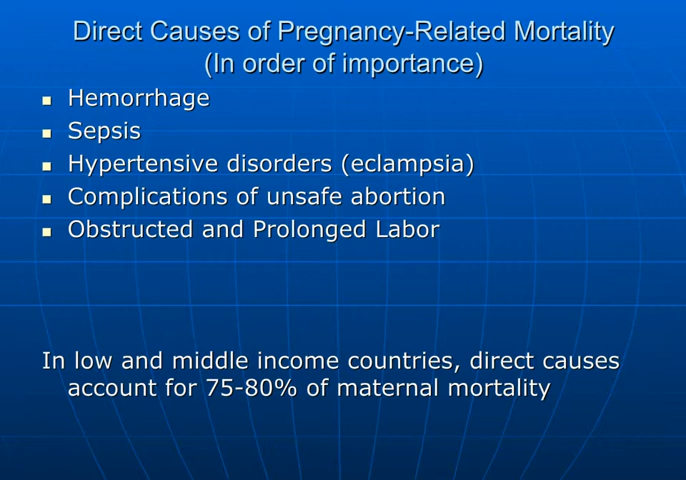 Direct Causes of Pregnancy-Related Mortality
(In order of importance)
Hemorrhage
Sepsis
Hypertensive disorders (eclampsia)
Complications of unsafe abortion
Obstructed and Prolonged Labor
In low and middle income countries, direct causes
account for 75-80% of maternal mortality